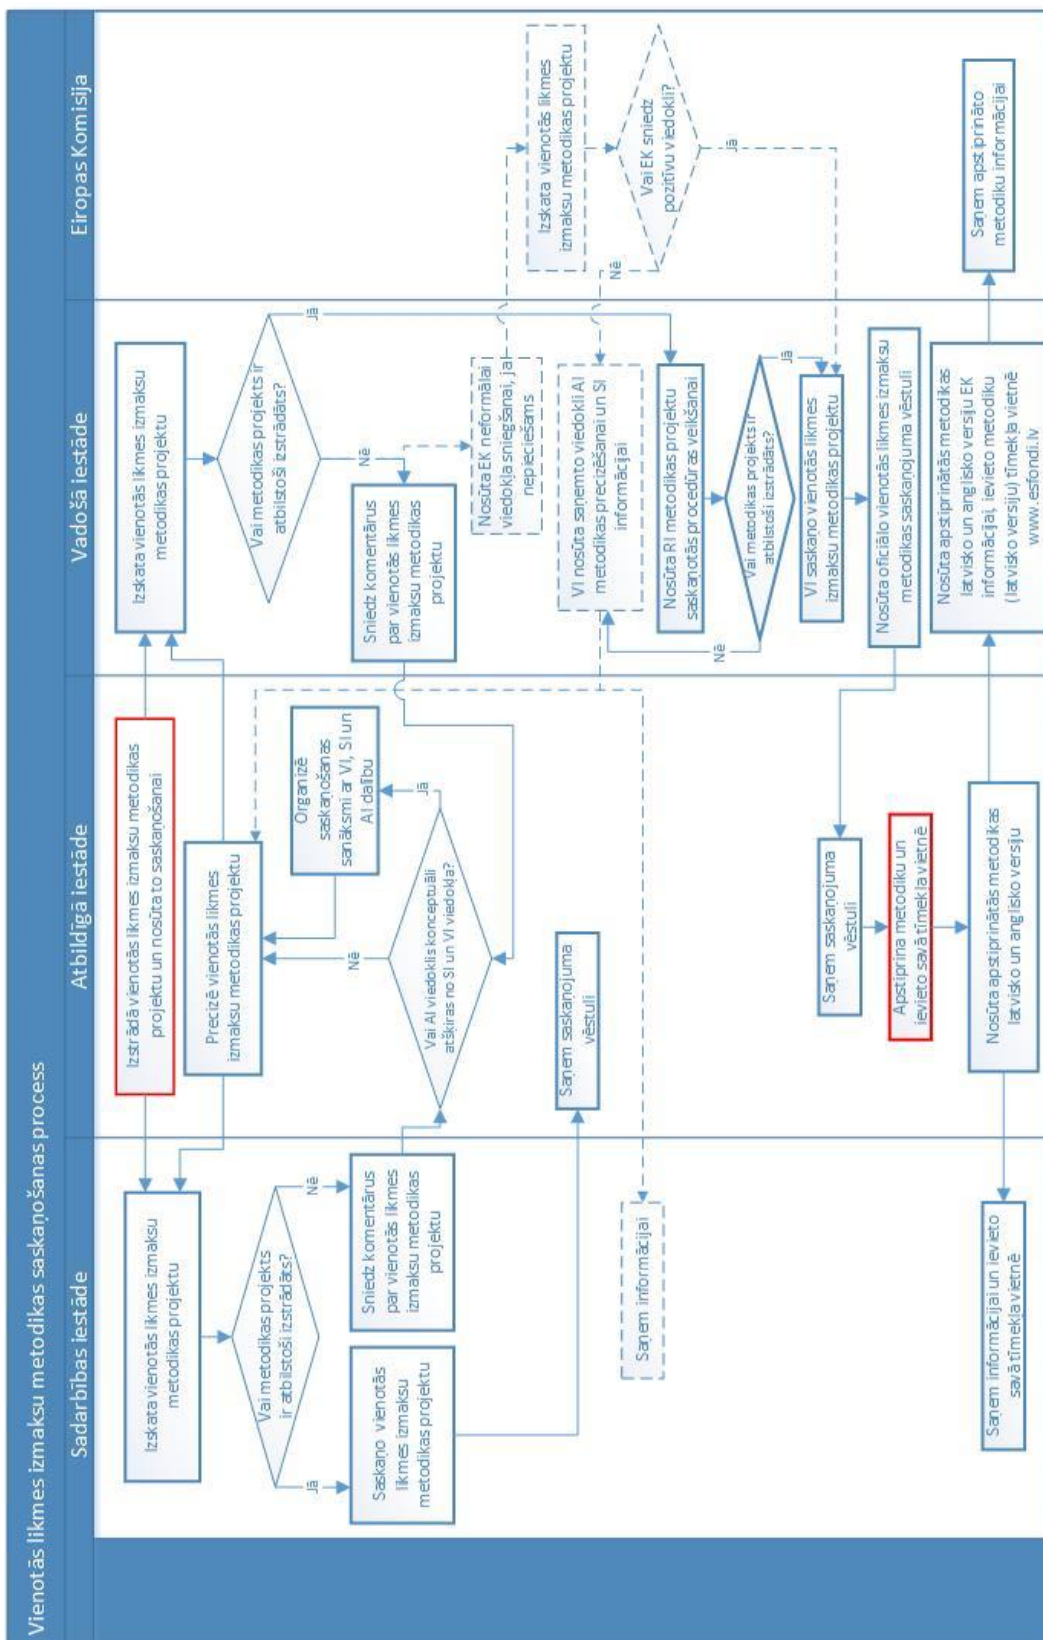 Vienotās likmes izmaksu metodikas saskaņošanas process
Sadarbības iestāde
Atbildīgā iestāde
Vadošā iestāde
Eiropas Komisija
Izskata vienotās likmes izmaksu
metodikas projektu
Vai metodikas projekts
ir atbilstoši izstrādāts?
Jā
Nē
Saskaņo vienotās
likmes izmaksu
metodikas projektu
Sniedz komentārus
par vienotās likmes
izmaksu metodikas
projektu
Saņem informācijai
Saņem informācijai un ievieto
savā tīmekļa vietnē
Izstrādā vienotās likmes izmaksu metodikas
projektu un nosūta to saskaņošanai
Precizē vienotās likmes
izmaksu metodikas projektu
Organizē
saskaņošanas
sanāksmi ar VI, SI un
AI dalību
Nē
Jā
Vai AI viedoklis konceptuāli
atšķiras no SI un VI viedokļa?
Saņem saskaņojuma
vēstuli
Saņem saskaņojuma
vēstuli
Apstiprina metodiku un
ievieto savā tīmekļa vietnē
Nosūta apstiprinātās metodikas
latvisko un anglisko versiju
Izskata vienotās likmes izmaksu
metodikas projektu
Vai metodikas projekts ir
atbilstoši izstrādāts?
Jā
Nē
Sniedz komentārus
par vienotās likmes
izmaksu metodikas
projektu
Nosūta EK neformālai
viedokļa sniegšanai, ja
nepieciešams
VI nosūta saņemto viedokli AI
metodikas precizēšanai un SI
informācijai
Nosūta RI metodikas projektu
saskaņotās procedūras veikšanai
Vai metodikas projekts ir
atbilstoši izstrādāts?
Nē
Jā
VI saskaņo vienotās likmes
izmaksu metodikas projektu
Nosūta oficiālo vienotās likmes izmaksu
metodikas saskaņojuma vēstuli
Nosūta apstiprinātās metodikas
latvisko un anglisko versiju EK
informācijai, ievieto metodiku
(latvisko versiju) tīmekļa vietnē
www.esfondi.lv
Izskata vienotās likmes
izmaksu metodikas projektu
Vai EK sniedz
pozitīvu viedokli?
Nē
Jā
Saņem apstiprināto
metodiku informācijai